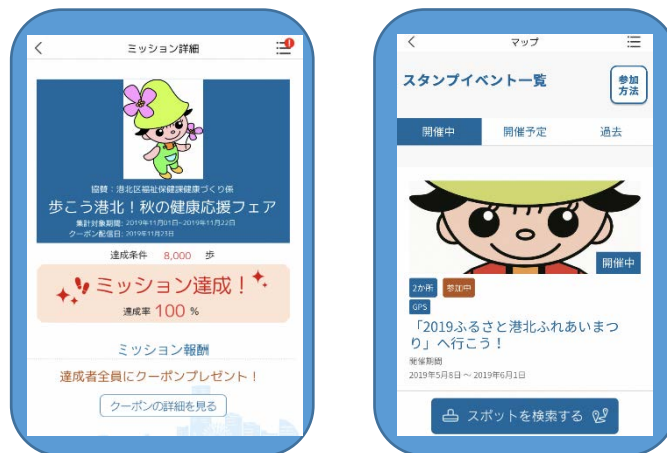 ミッション詳細
協賛：港北区福祉保健課健康づくり係
歩こう港北！秋の健康応援フェア
集計対象期間: 2019年11月01日~2019年11月22日
クーポン配信日: 2019年11月23日
達成条件 8,000 歩
ミッション達成！
達成率 100 %
ミッション報酬
達成者全員にクーポンプレゼント！
クーポンの詳細を見る
マップ
スタンプイベント一覧
参加
方法
開催中 開催予定 過去
開催中
2か所 参加中
GPS
「2019ふるさと港北ふれあいまつ
り」へ行こう！
開催期間
2019年5月8日 ～ 2019年6月1日
スポットを検索する